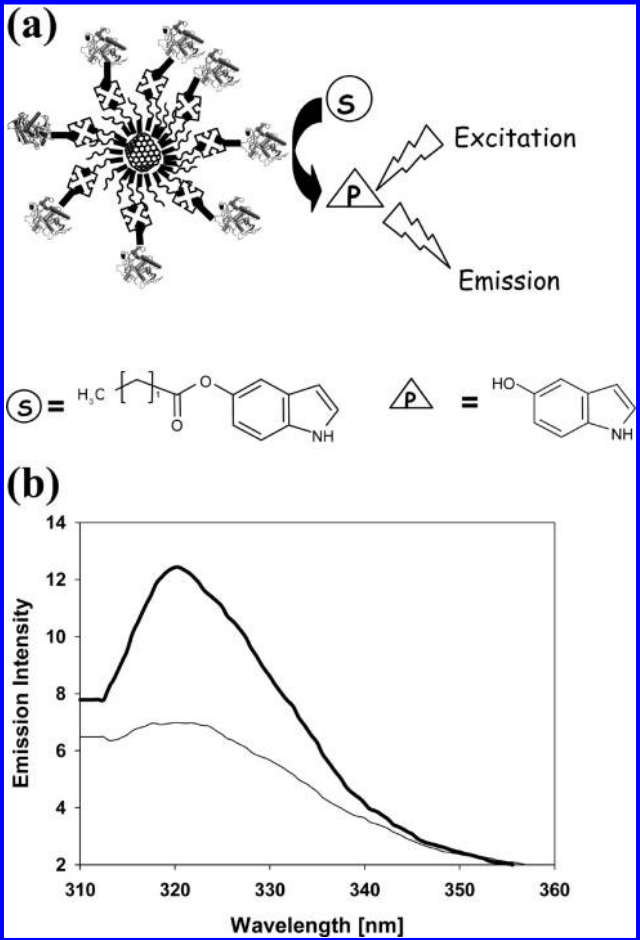 (a)
S
Excitation
P
Emission
S = H₃C [ ]₁ O O NH
P = HO NH
(b)
14
12
10
8
6
4
2
Emission Intensity
310 320 330 340 350 360
Wavelength [nm]